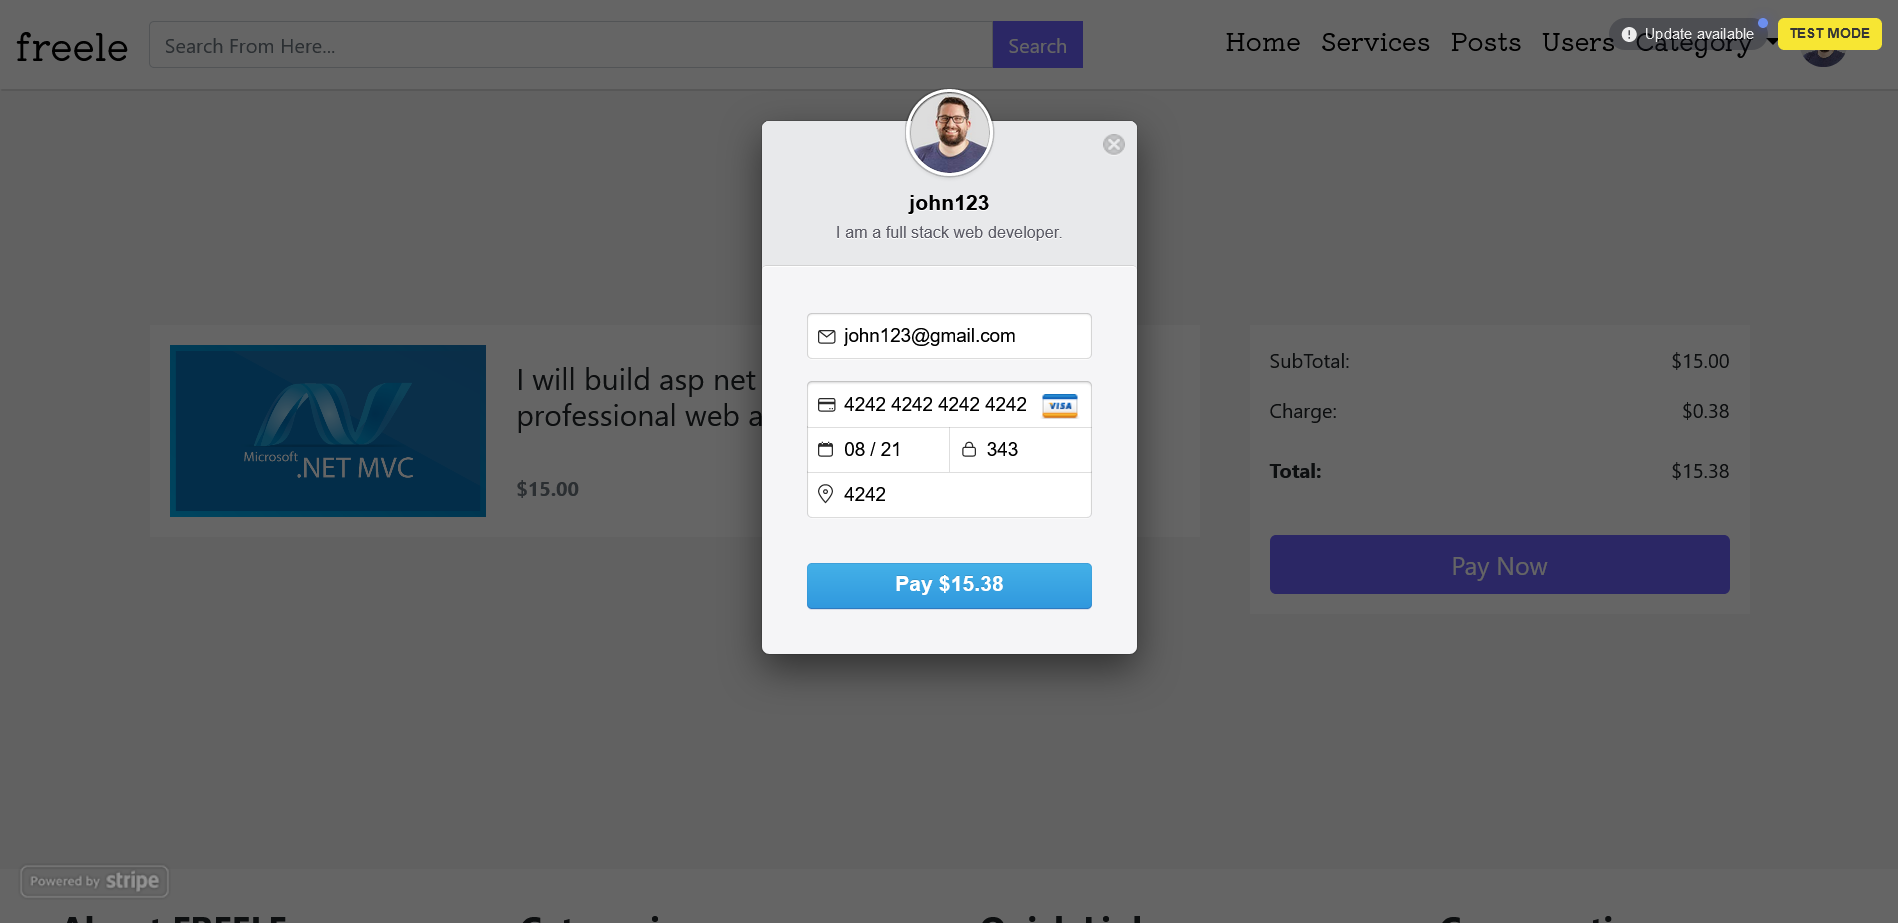 freele
Search From Here...
Search
Home Services Posts Users Category
Update available
TEST MODE
john123
I am a full stack web developer.
john123@gmail.com
4242 4242 4242 4242
VISA
08 / 21
343
4242
Pay $15.38
Microsoft
.NET MVC
I will build asp net
professional web a
$15.00
SubTotal: $15.00
Charge: $0.38
Total: $15.38
Pay Now
Powered by stripe
About FREELE